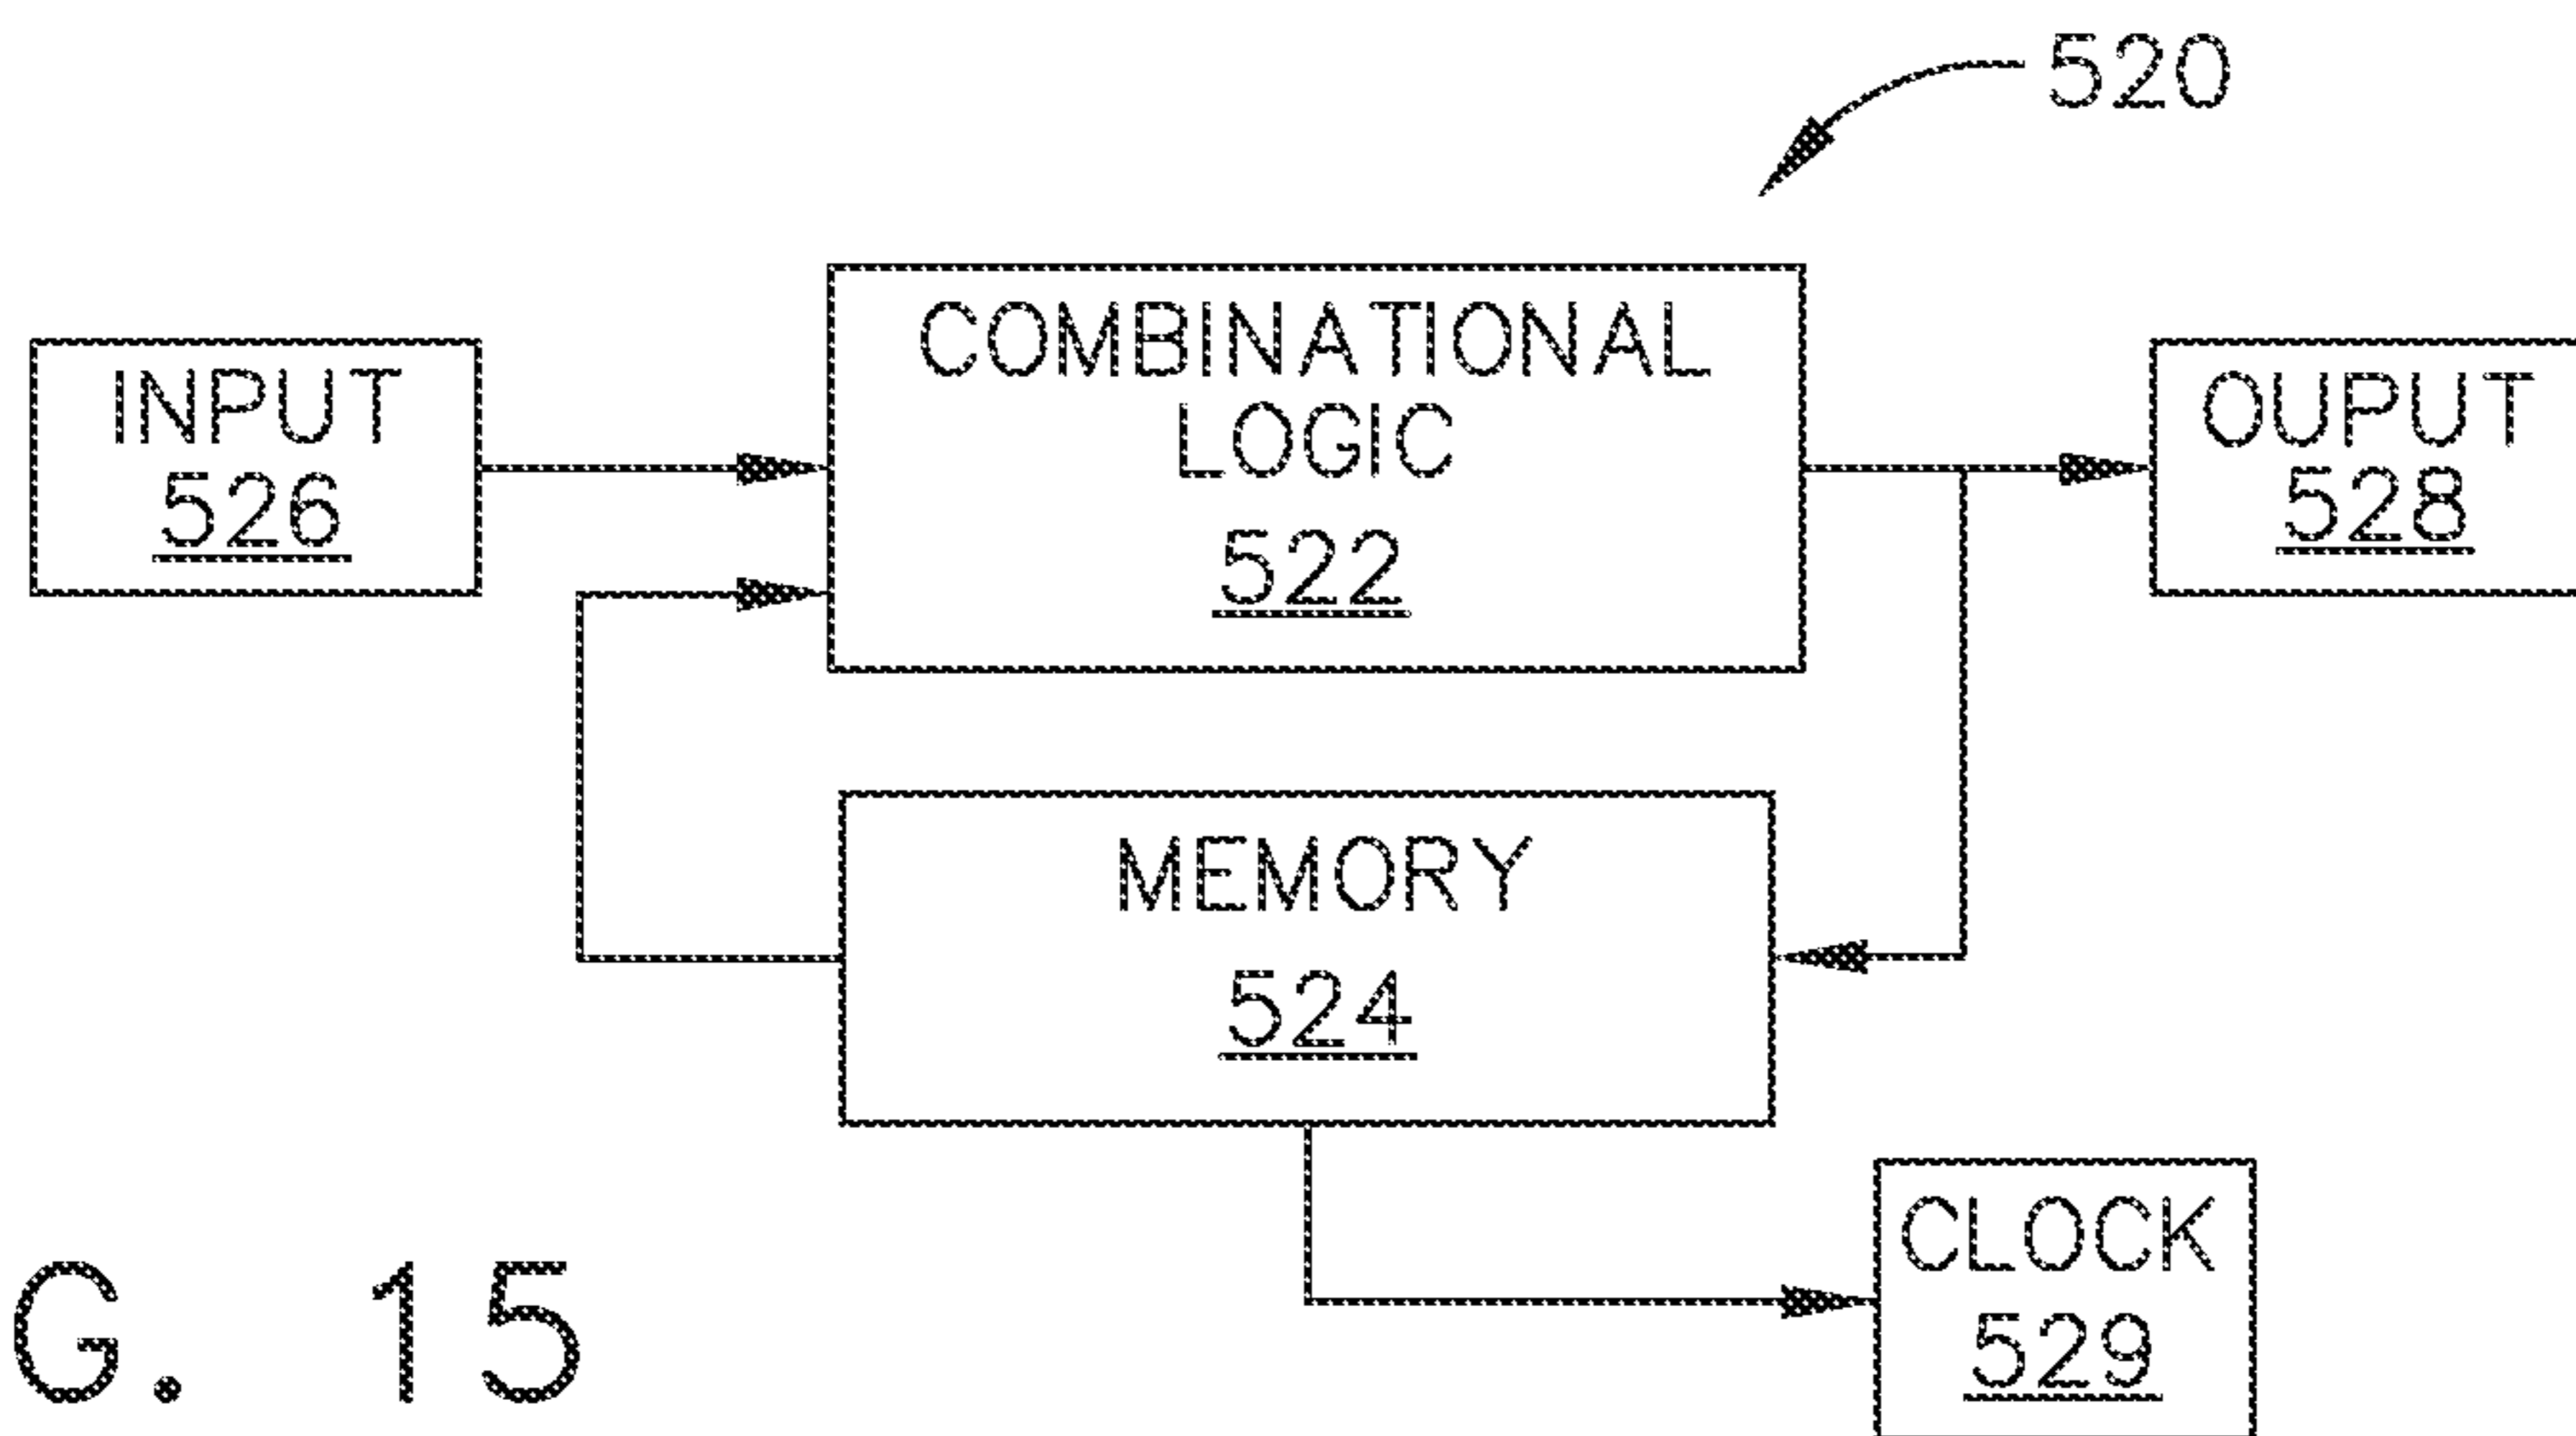 520
COMBINATIONAL
LOGIC
522
INPUT
526
OUPUT
528
MEMORY
524
CLOCK
529
G. 15